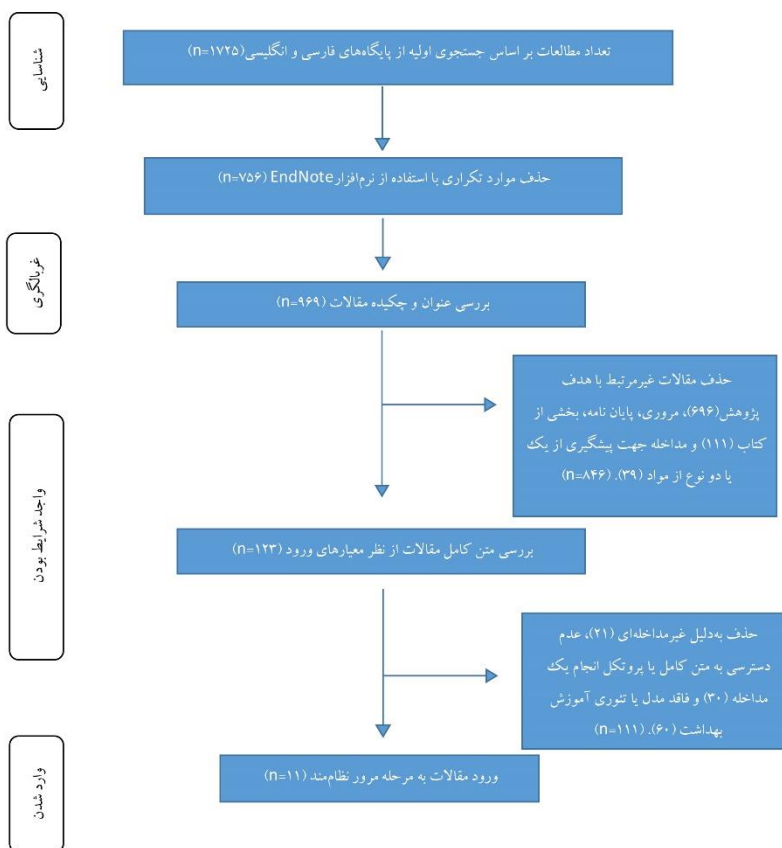 شناسایی
تعداد مطالعات بر اساس جستجوی اولیه از پایگاه‌های فارسی و انگلیسی(n=۱۷۲۵)
حذف موارد تکراری با استفاده از نرم‌افزار EndNote (n=۷۵۶)
غربالگری
بررسی عنوان و چکیده مقالات (n=۹۶۹)
حذف مقالات غیرمرتبط با هدف
پژوهش(۶۹۶)، مروری، پایان نامه، بخشی از
کتاب (۱۱۱) و مداخله جهت پیشگیری از یک
یا دو نوع از مواد (۳۹). (n=۸۴۶)
واجد شرایط بودن
بررسی متن کامل مقالات از نظر معیارهای ورود (n=۱۲۳)
حذف به‌دلیل غیرمداخله‌ای (۲۱)، عدم
دسترسی به متن کامل یا پروتکل انجام یک
مداخله (۳۰) و فاقد مدل یا تئوری آموزش
بهداشت (۶۰). (n=۱۱۱)
وارد شدن
ورود مقالات به مرحله مرور نظام‌مند (n=۱۱)